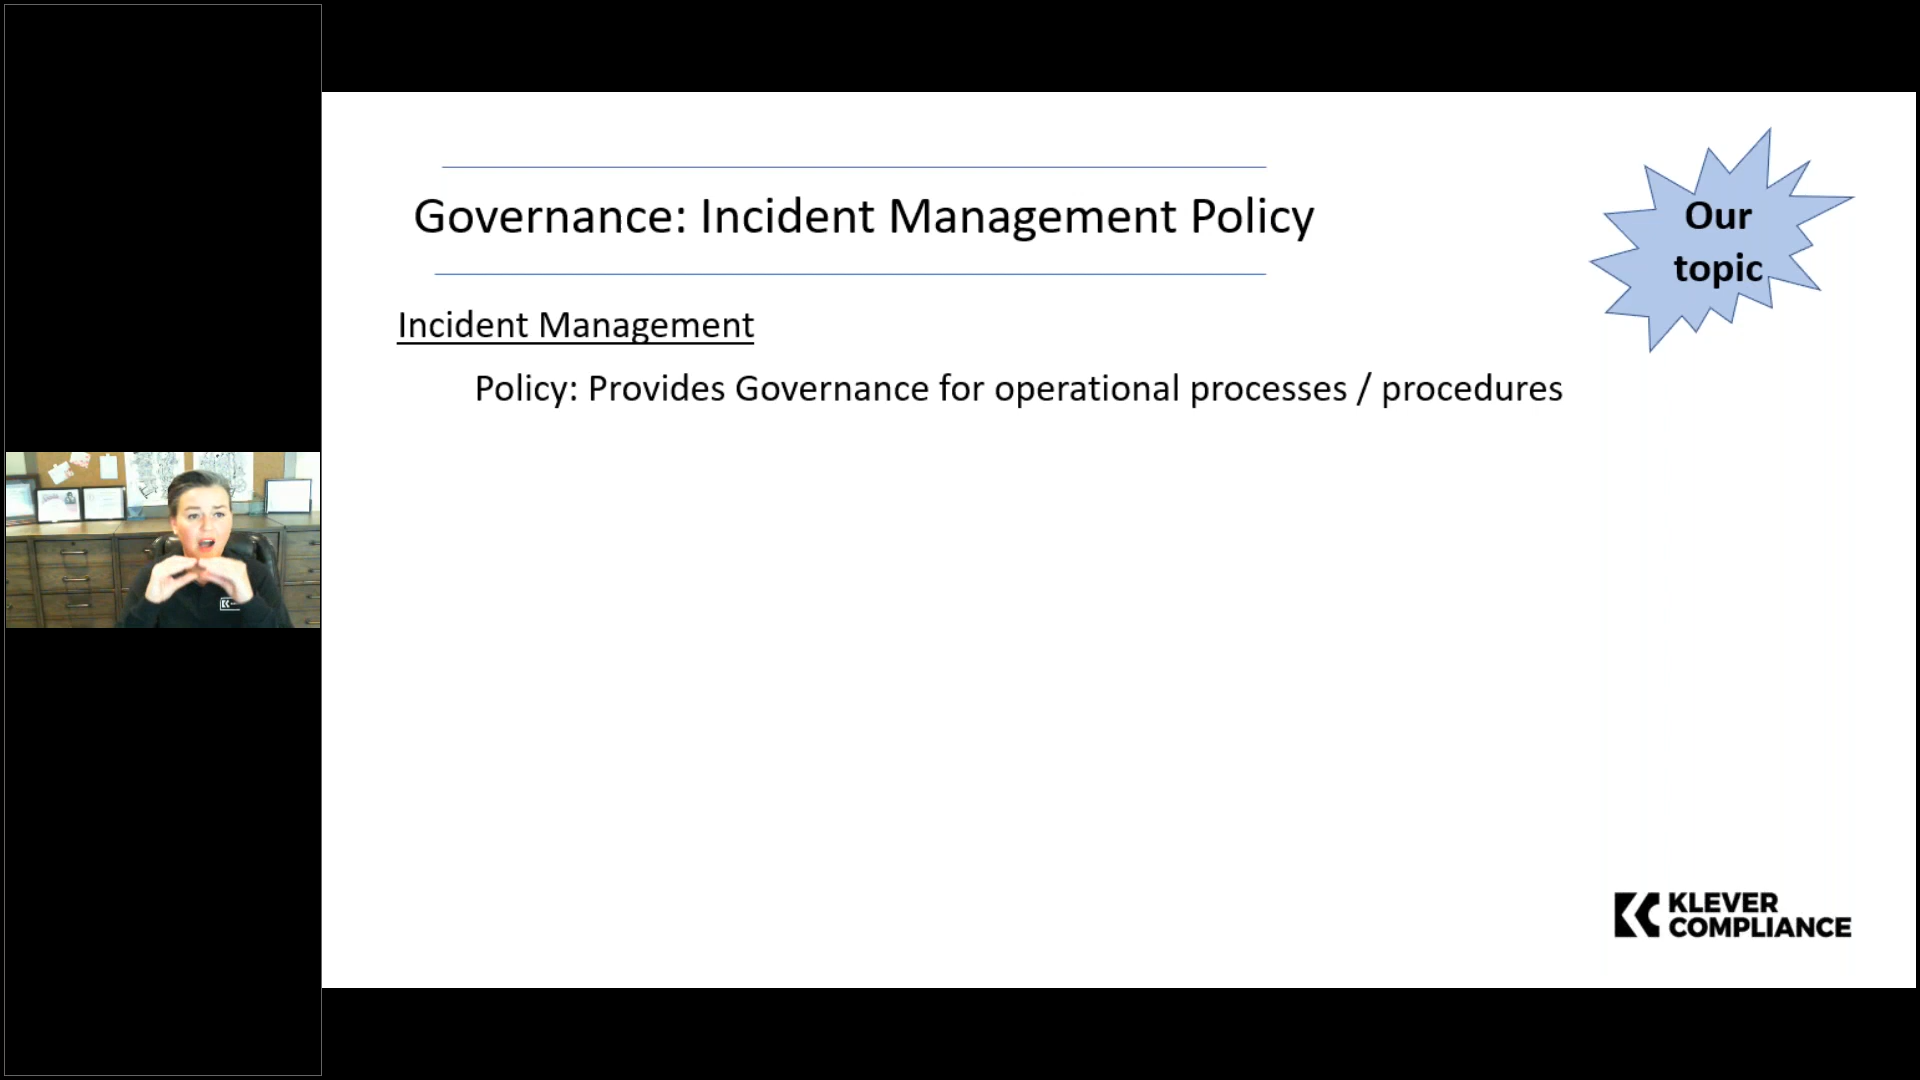 Governance: Incident Management Policy
Our
topic
Incident Management
Policy: Provides Governance for operational processes / procedures
KLEVER
COMPLIANCE